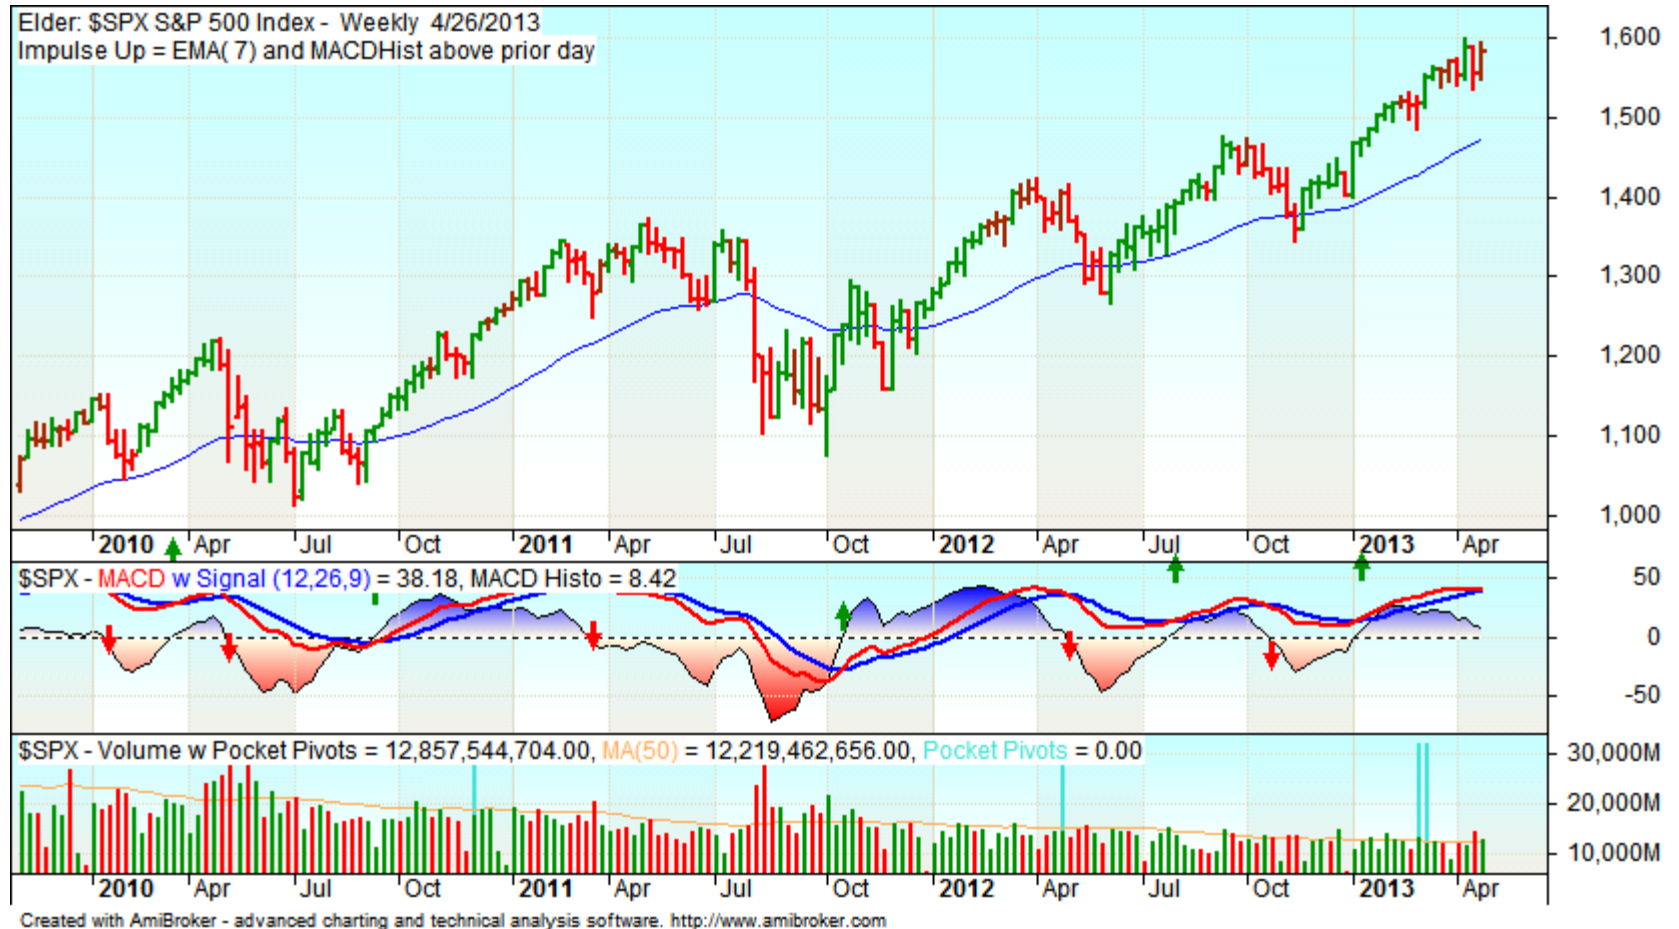 Elder: $SPX S&P 500 Index - Weekly 4/26/2013
Impulse Up = EMA( 7) and MACDHist above prior day
1,600
1,500
1,400
1,300
1,200
1,100
1,000
2010 Apr Jul Oct 2011 Apr Jul Oct 2012 Apr Jul Oct 2013 Apr
$SPX - MACD w Signal (12,26,9) = 38.18, MACD Histo = 8.42
50
0
-50
$SPX - Volume w Pocket Pivots = 12,857,544,704.00, MA(50) = 12,219,462,656.00, Pocket Pivots = 0.00
30,000M
20,000M
10,000M
2010 Apr Jul Oct 2011 Apr Jul Oct 2012 Apr Jul Oct 2013 Apr
Created with AmiBroker - advanced charting and technical analysis software. http://www.amibroker.com